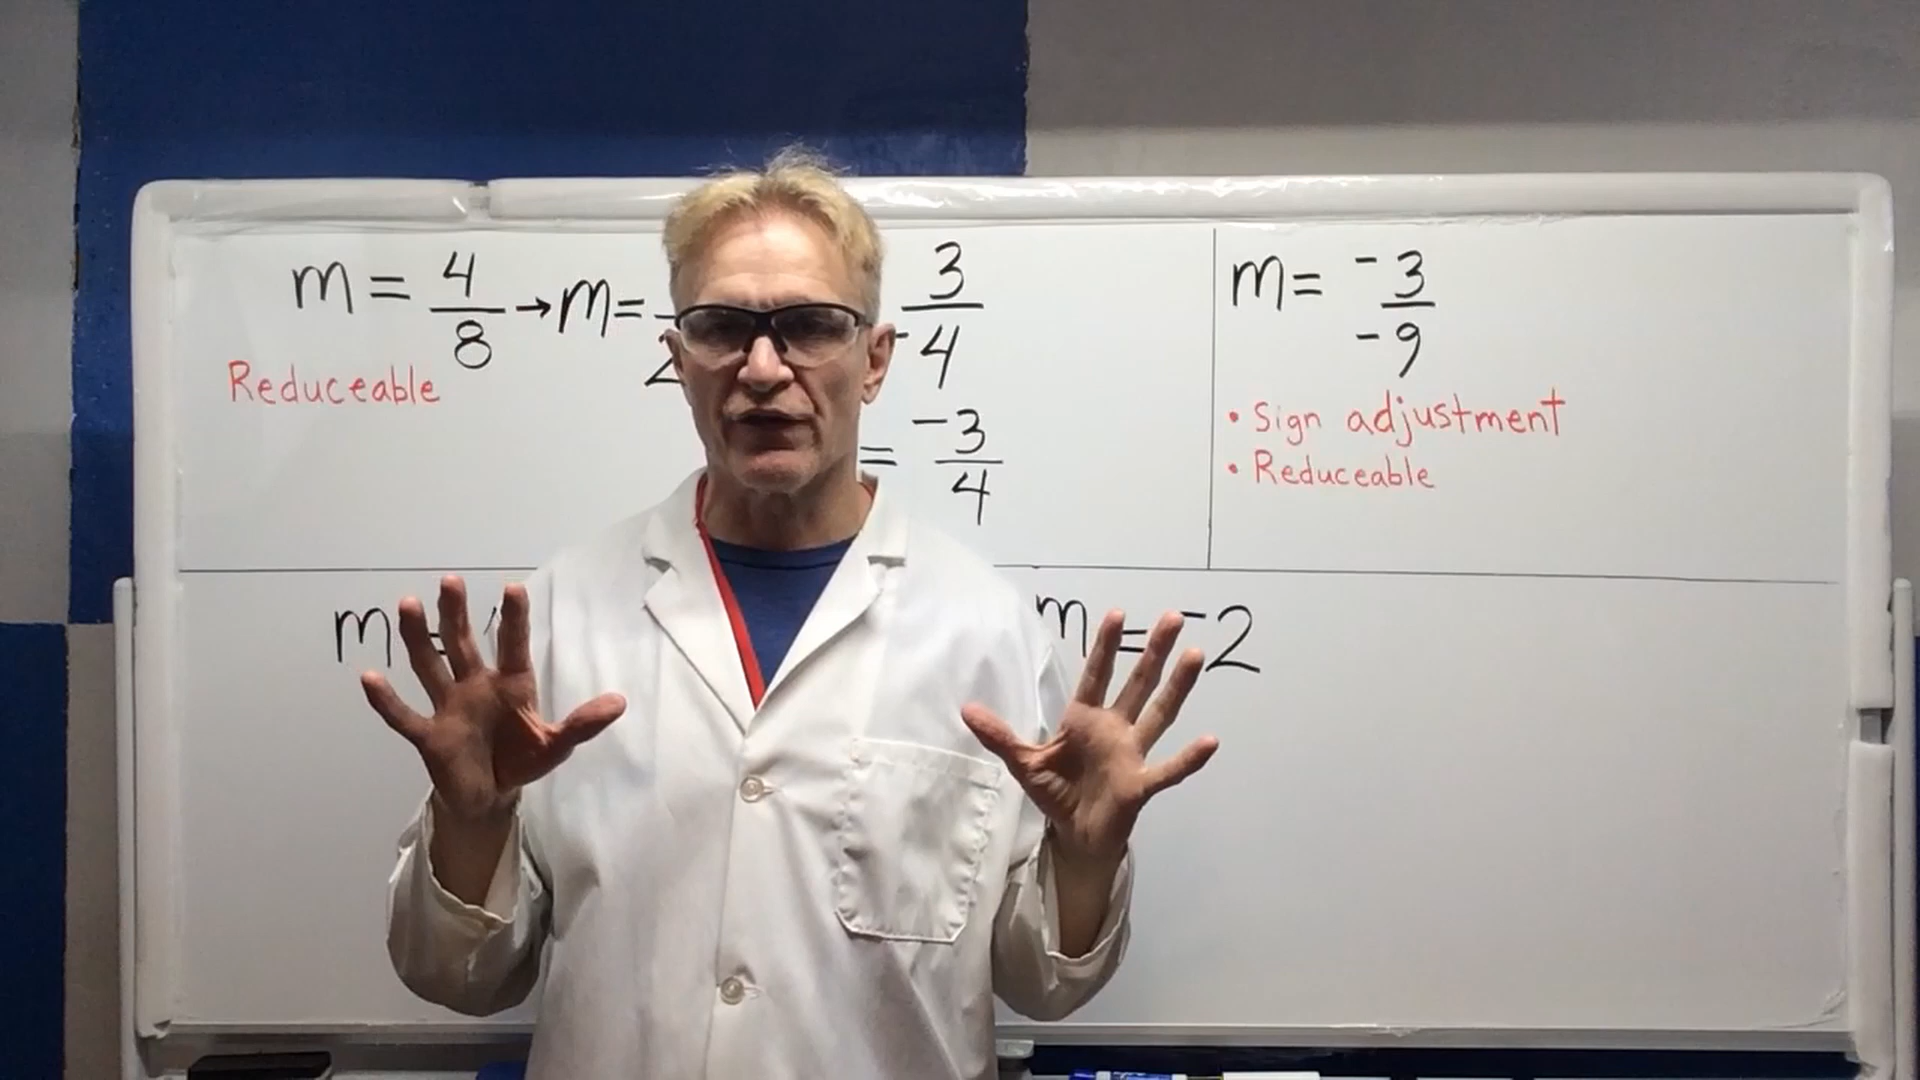 m = 4/8 → m =
Reduceable
3/-4
= -3/4
m = -3/-9
• Sign adjustment
• Reduceable
m =
m = -2